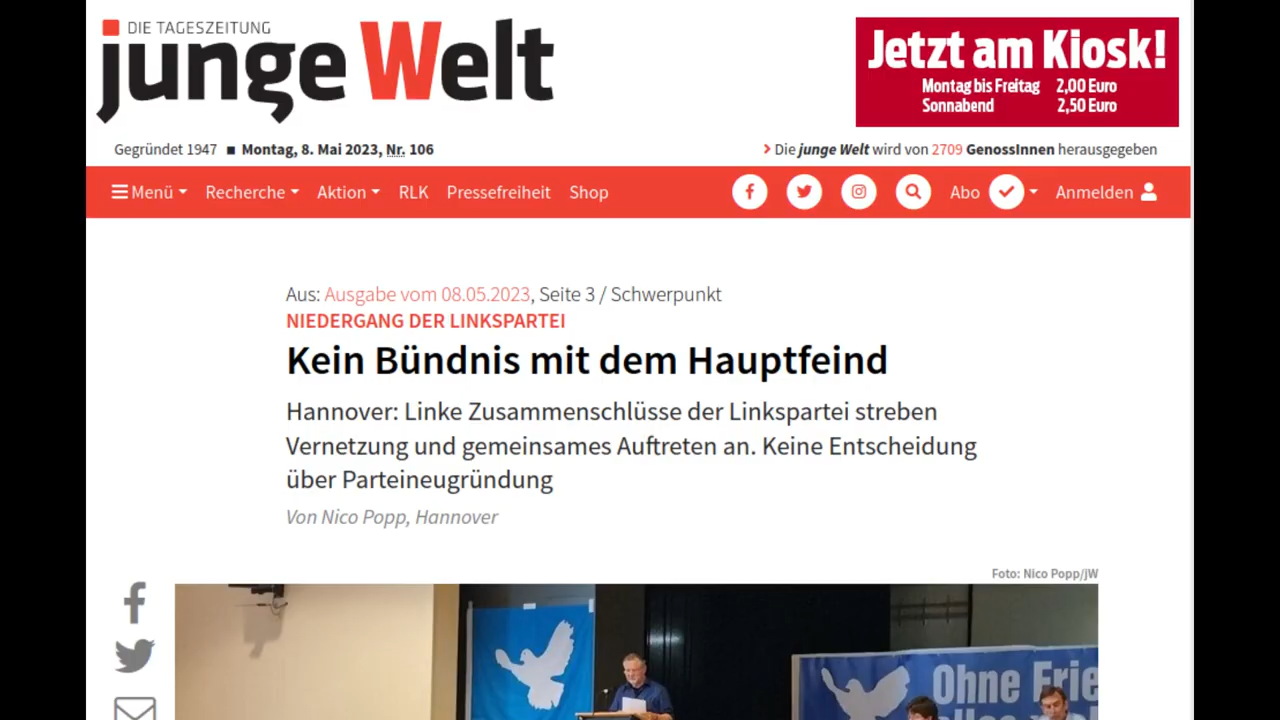 DIE TAGESZEITUNG
junge Welt
Jetzt am Kiosk!
Montag bis Freitag 2,00 Euro
Sonnabend 2,50 Euro
Gegründet 1947 ■ Montag, 8. Mai 2023, Nr. 106
Die junge Welt wird von 2709 GenossInnen herausgegeben
Menü Recherche Aktion RLK Pressefreiheit Shop Abo Anmelden
Aus: Ausgabe vom 08.05.2023, Seite 3 / Schwerpunkt
NIEDERGANG DER LINKSPARTEI
Kein Bündnis mit dem Hauptfeind
Hannover: Linke Zusammenschlüsse der Linkspartei streben
Vernetzung und gemeinsames Auftreten an. Keine Entscheidung
über Parteineugründung
Von Nico Popp, Hannover
Foto: Nico Popp/jW
Ohne Frie